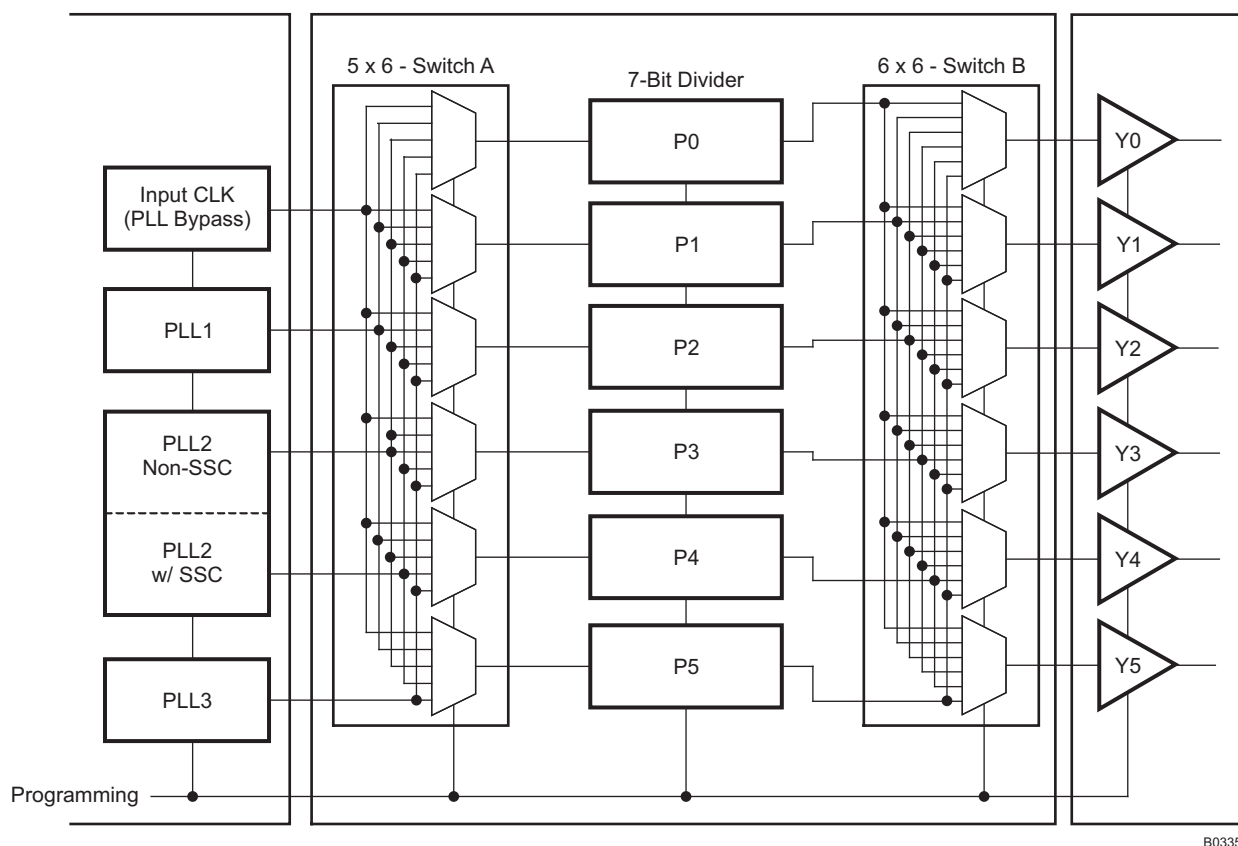 5 x 6 - Switch A
7-Bit Divider
6 x 6 - Switch B
Input CLK
(PLL Bypass)
PLL1
PLL2
Non-SSC
PLL2
w/ SSC
PLL3
P0
P1
P2
P3
P4
P5
Y0
Y1
Y2
Y3
Y4
Y5
Programming
B0335